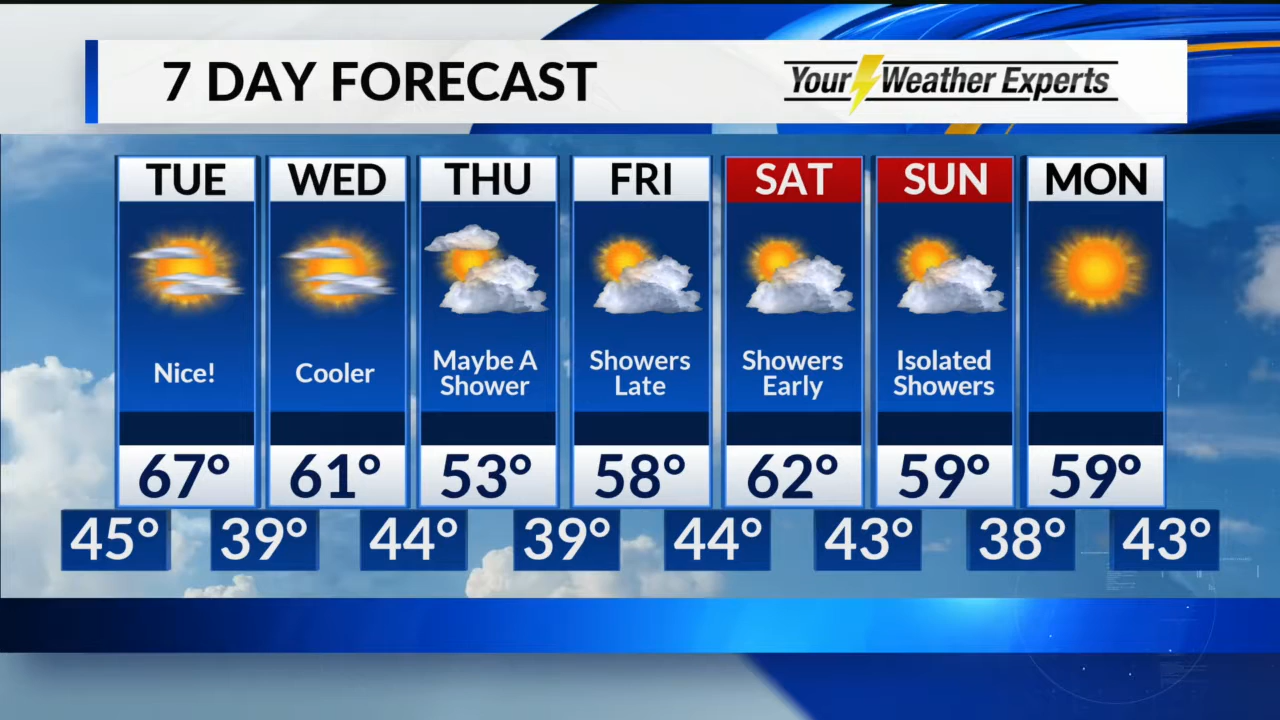 7 DAY FORECAST
Your Weather Experts
TUE WED THU FRI SAT SUN MON
Nice!
Cooler
Maybe A
Shower
Showers
Late
Showers
Early
Isolated
Showers
67° 61° 53° 58° 62° 59° 59°
45° 39° 44° 39° 44° 43° 38° 43°